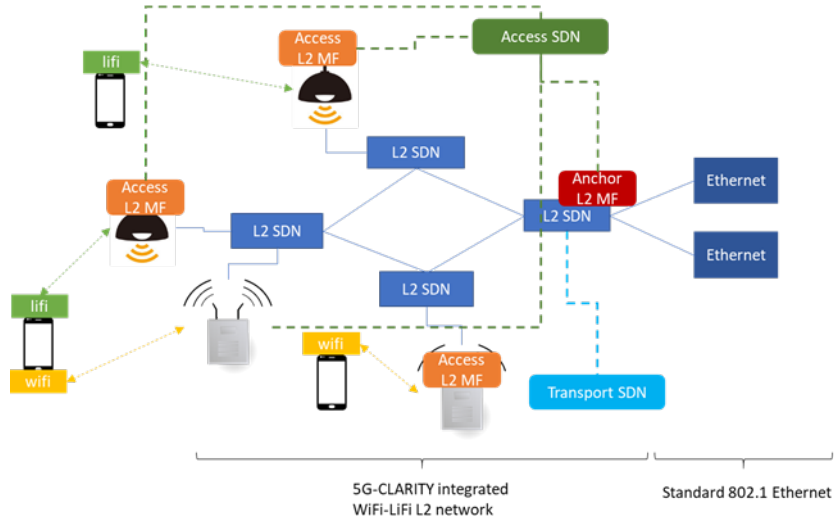 Access
L2 MF
Access SDN
lifi
L2 SDN
Access
L2 MF
Anchor
L2 MF
Ethernet
L2 SDN
L2 SDN
Ethernet
L2 SDN
lifi
wifi
wifi
Access
L2 MF
Transport SDN
5G-CLARITY integrated
WiFi-LiFi L2 network
Standard 802.1 Ethernet